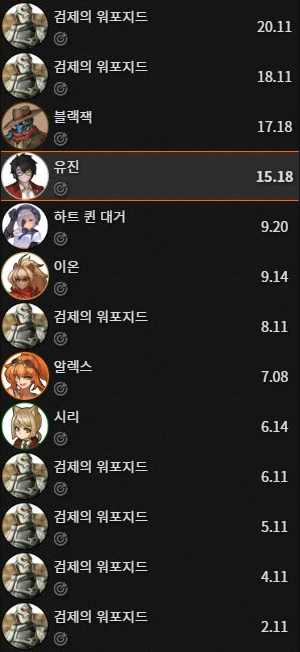 검제의 워포지드
20.11
검제의 워포지드
18.11
블랙잭
17.18
유진
15.18
하트 퀸 대거
9.20
이온
9.14
검제의 워포지드
8.11
알렉스
7.08
시리
6.14
검제의 워포지드
6.11
검제의 워포지드
5.11
검제의 워포지드
4.11
검제의 워포지드
2.11